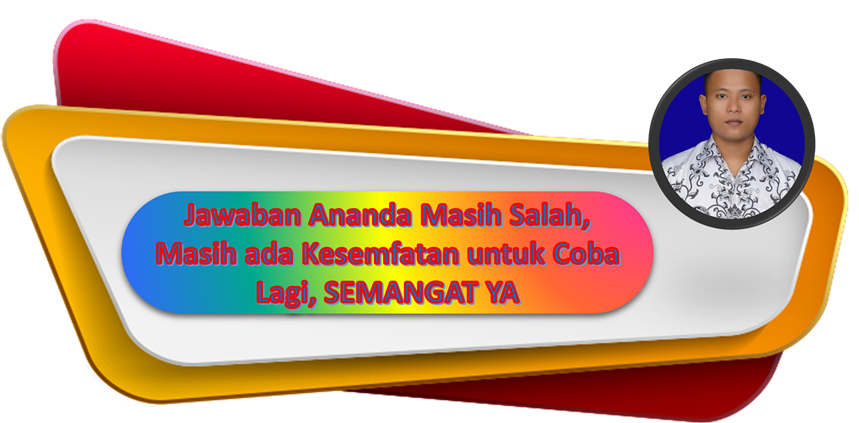 Jawaban Ananda Masih Salah,
Masih ada Kesemfatan untuk Coba
Lagi, SEMANGAT YA